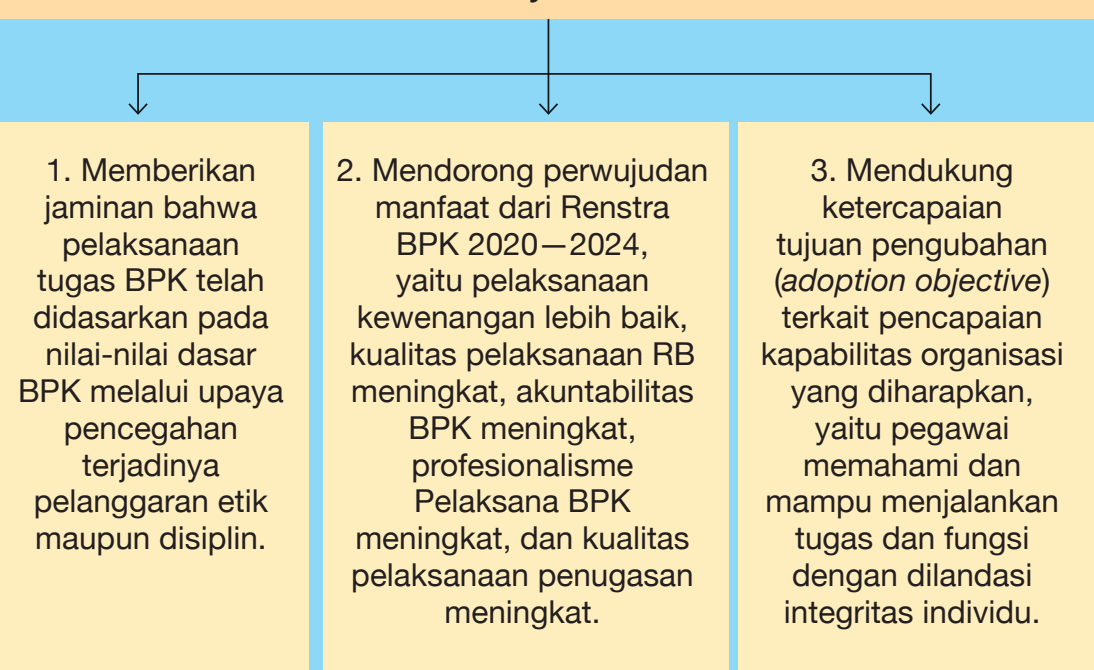 1. Memberikan
jaminan bahwa
pelaksanaan
tugas BPK telah
didasarkan pada
nilai-nilai dasar
BPK melalui upaya
pencegahan
terjadinya
pelanggaran etik
maupun disiplin.
2. Mendorong perwujudan
manfaat dari Renstra
BPK 2020—2024,
yaitu pelaksanaan
kewenangan lebih baik,
kualitas pelaksanaan RB
meningkat, akuntabilitas
BPK meningkat,
profesionalisme
Pelaksana BPK
meningkat, dan kualitas
pelaksanaan penugasan
meningkat.
3. Mendukung
ketercapaian
tujuan pengubahan
(adoption objective)
terkait pencapaian
kapabilitas organisasi
yang diharapkan,
yaitu pegawai
memahami dan
mampu menjalankan
tugas dan fungsi
dengan dilandasi
integritas individu.